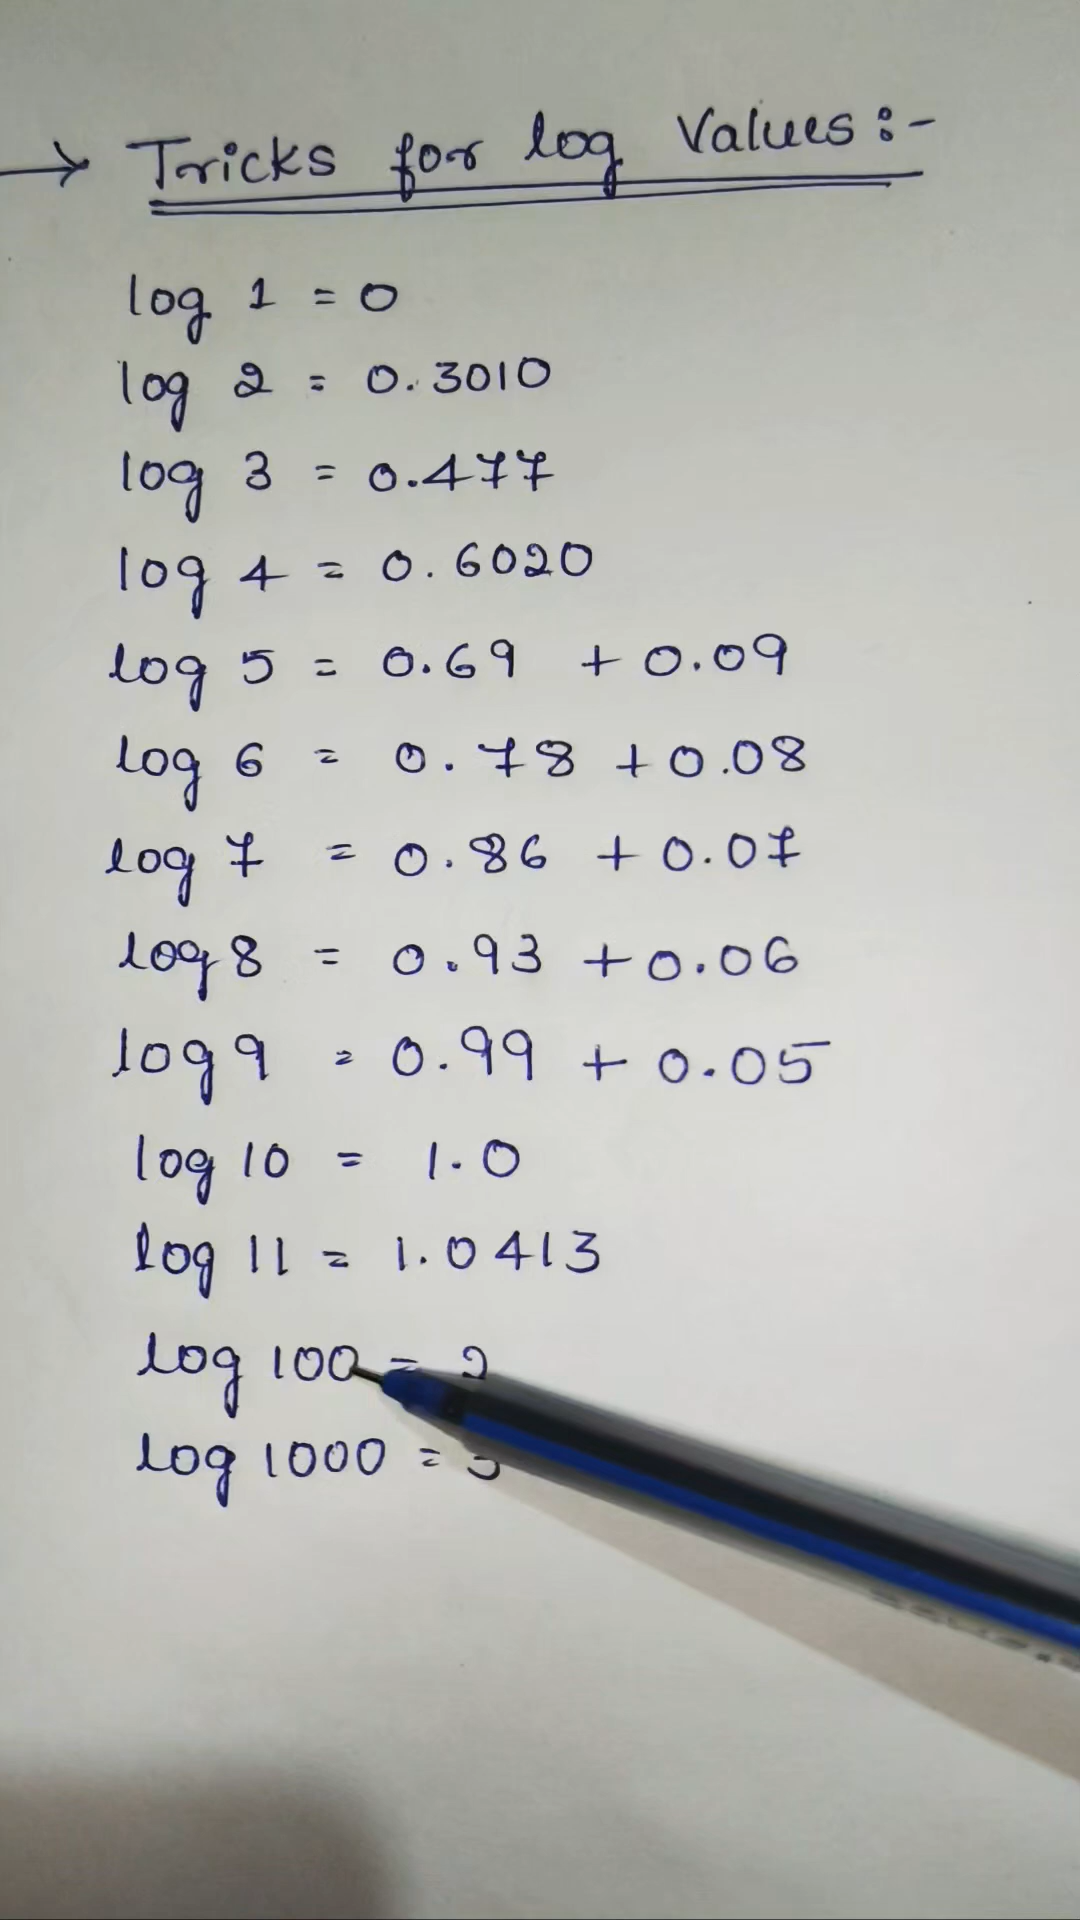 → Tricks for log Values:-
log 1 = 0
log 2 = 0.3010
log 3 = 0.477
log 4 = 0.6020
log 5 = 0.69 + 0.09
log 6 = 0.78 + 0.08
log 7 = 0.86 + 0.07
log 8 = 0.93 + 0.06
log 9 = 0.99 + 0.05
log 10 = 1.0
log 11 = 1.0413
log 100 = 2
log 1000 = 3